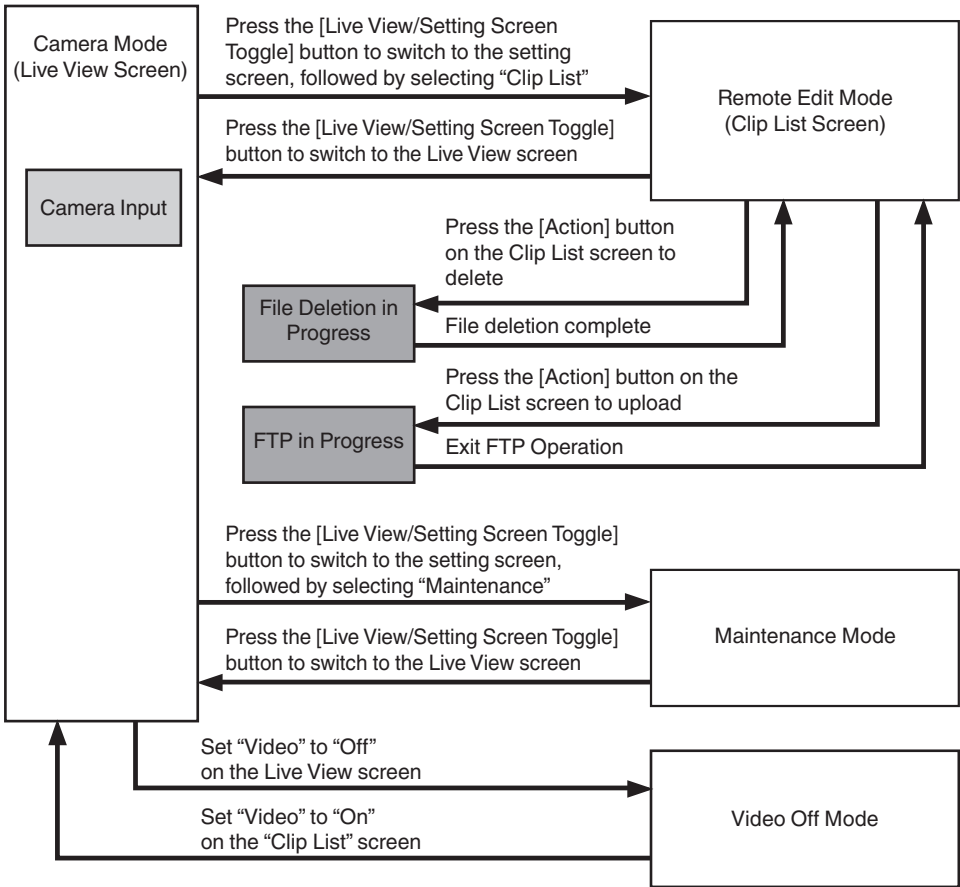 Camera Mode
(Live View Screen)
Camera Input
Press the [Live View/Setting Screen
Toggle] button to switch to the setting
screen, followed by selecting “Clip List”
Press the [Live View/Setting Screen Toggle]
button to switch to the Live View screen
Remote Edit Mode
(Clip List Screen)
Press the [Action] button
on the Clip List screen to
delete
File Deletion in
Progress
File deletion complete
Press the [Action] button on the
Clip List screen to upload
FTP in Progress
Exit FTP Operation
Press the [Live View/Setting Screen Toggle]
button to switch to the setting screen,
followed by selecting “Maintenance”
Press the [Live View/Setting Screen Toggle]
button to switch to the Live View screen
Maintenance Mode
Set “Video” to “Off”
on the Live View screen
Set “Video” to “On”
on the “Clip List” screen
Video Off Mode